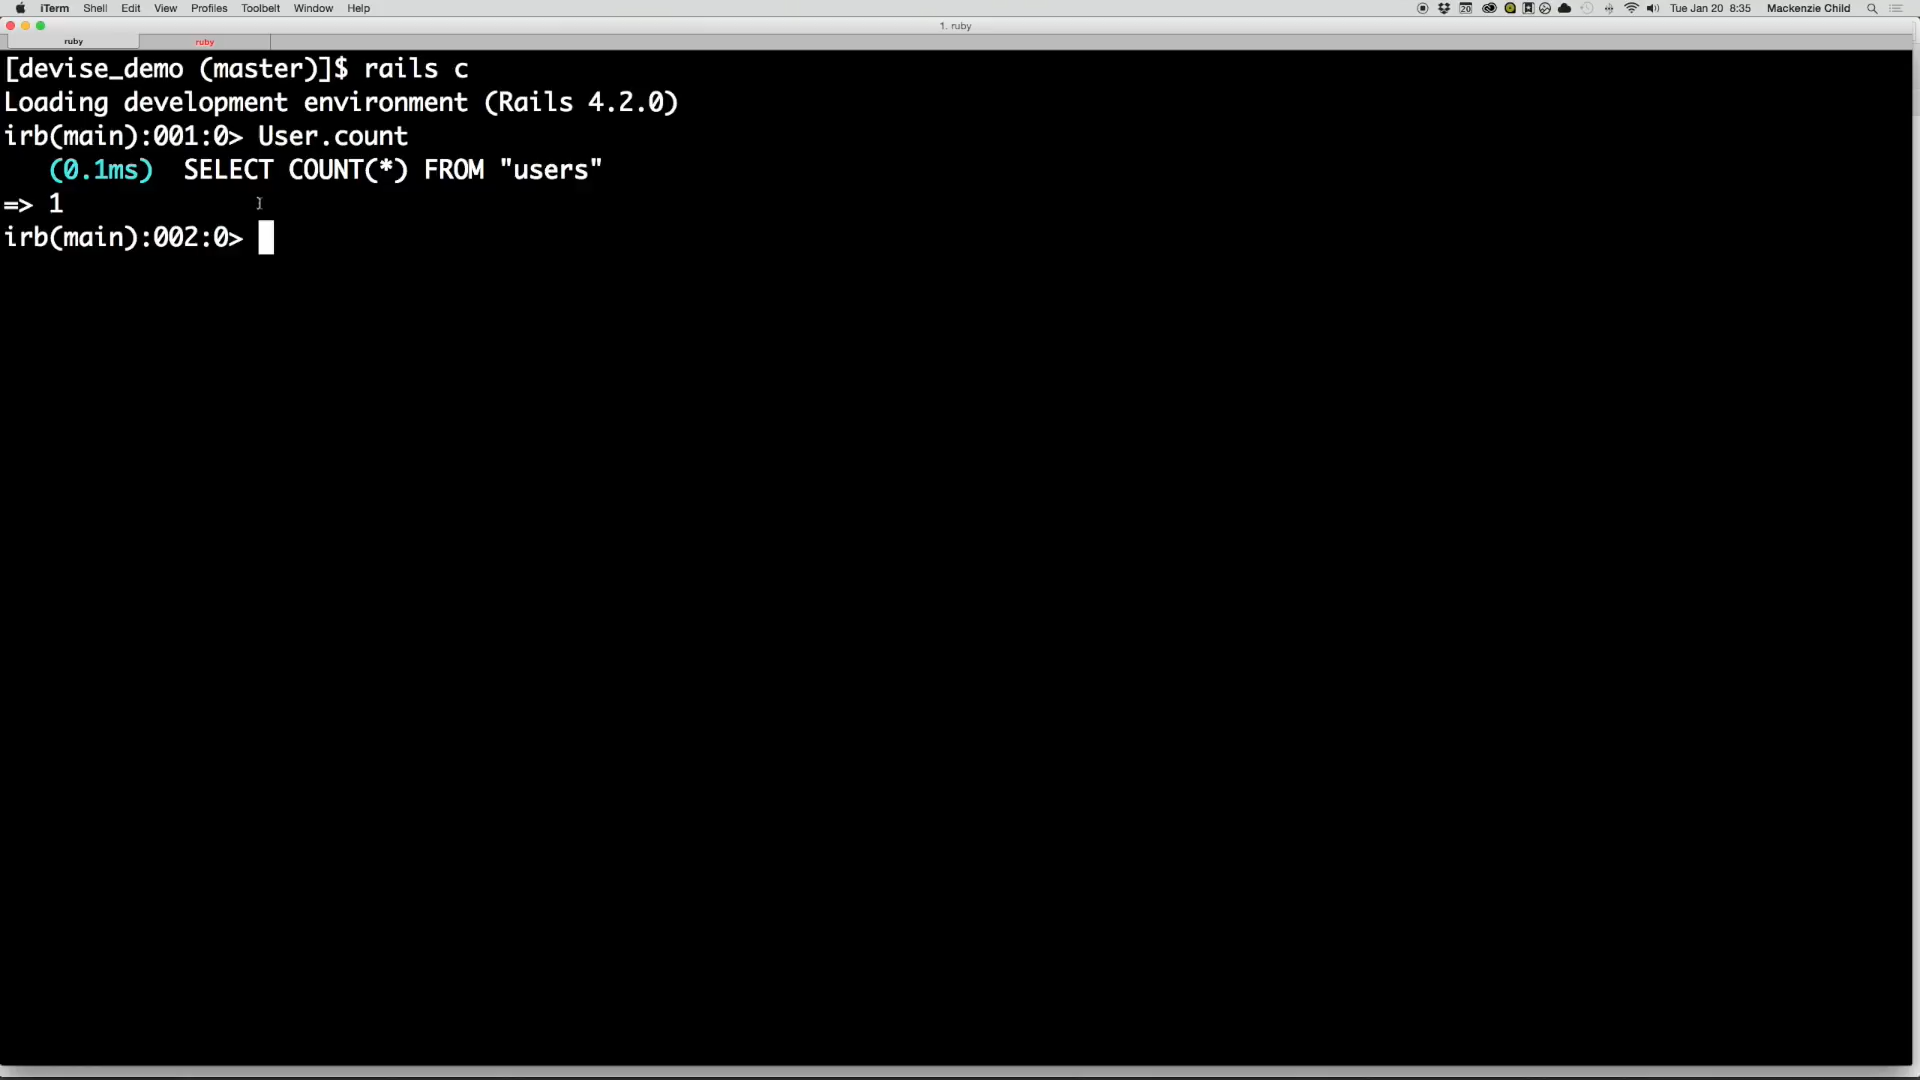 iTerm Shell Edit View Profiles Toolbelt Window Help
20 Tue Jan 20 8:35 Mackenzie Child
1. ruby
ruby ruby
[devise_demo (master)]$ rails c
Loading development environment (Rails 4.2.0)
irb(main):001:0> User.count
(0.1ms) SELECT COUNT(*) FROM "users"
=> 1
irb(main):002:0>